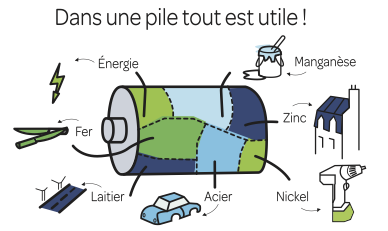 Dans une pile tout est utile !
Énergie
Manganèse
Zinc
Fer
Laitier
Acier
Nickel